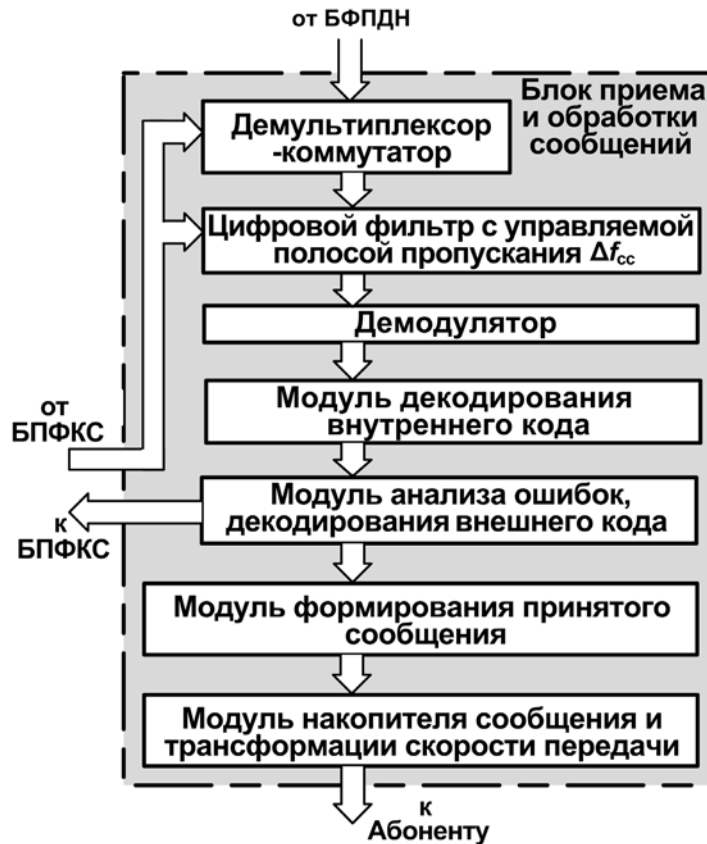 от БФПДН
Блок приема
и обработки
сообщений
Демультиплексор
-коммутатор
Цифровой фильтр с управляемой
полосой пропускания Δfcc
Демодулятор
Модуль декодирования
внутреннего кода
от
БПФКС
Модуль анализа ошибок,
декодирования внешнего кода
к
БПФКС
Модуль формирования принятого
сообщения
Модуль накопителя сообщения и
трансформации скорости передачи
к
Абоненту